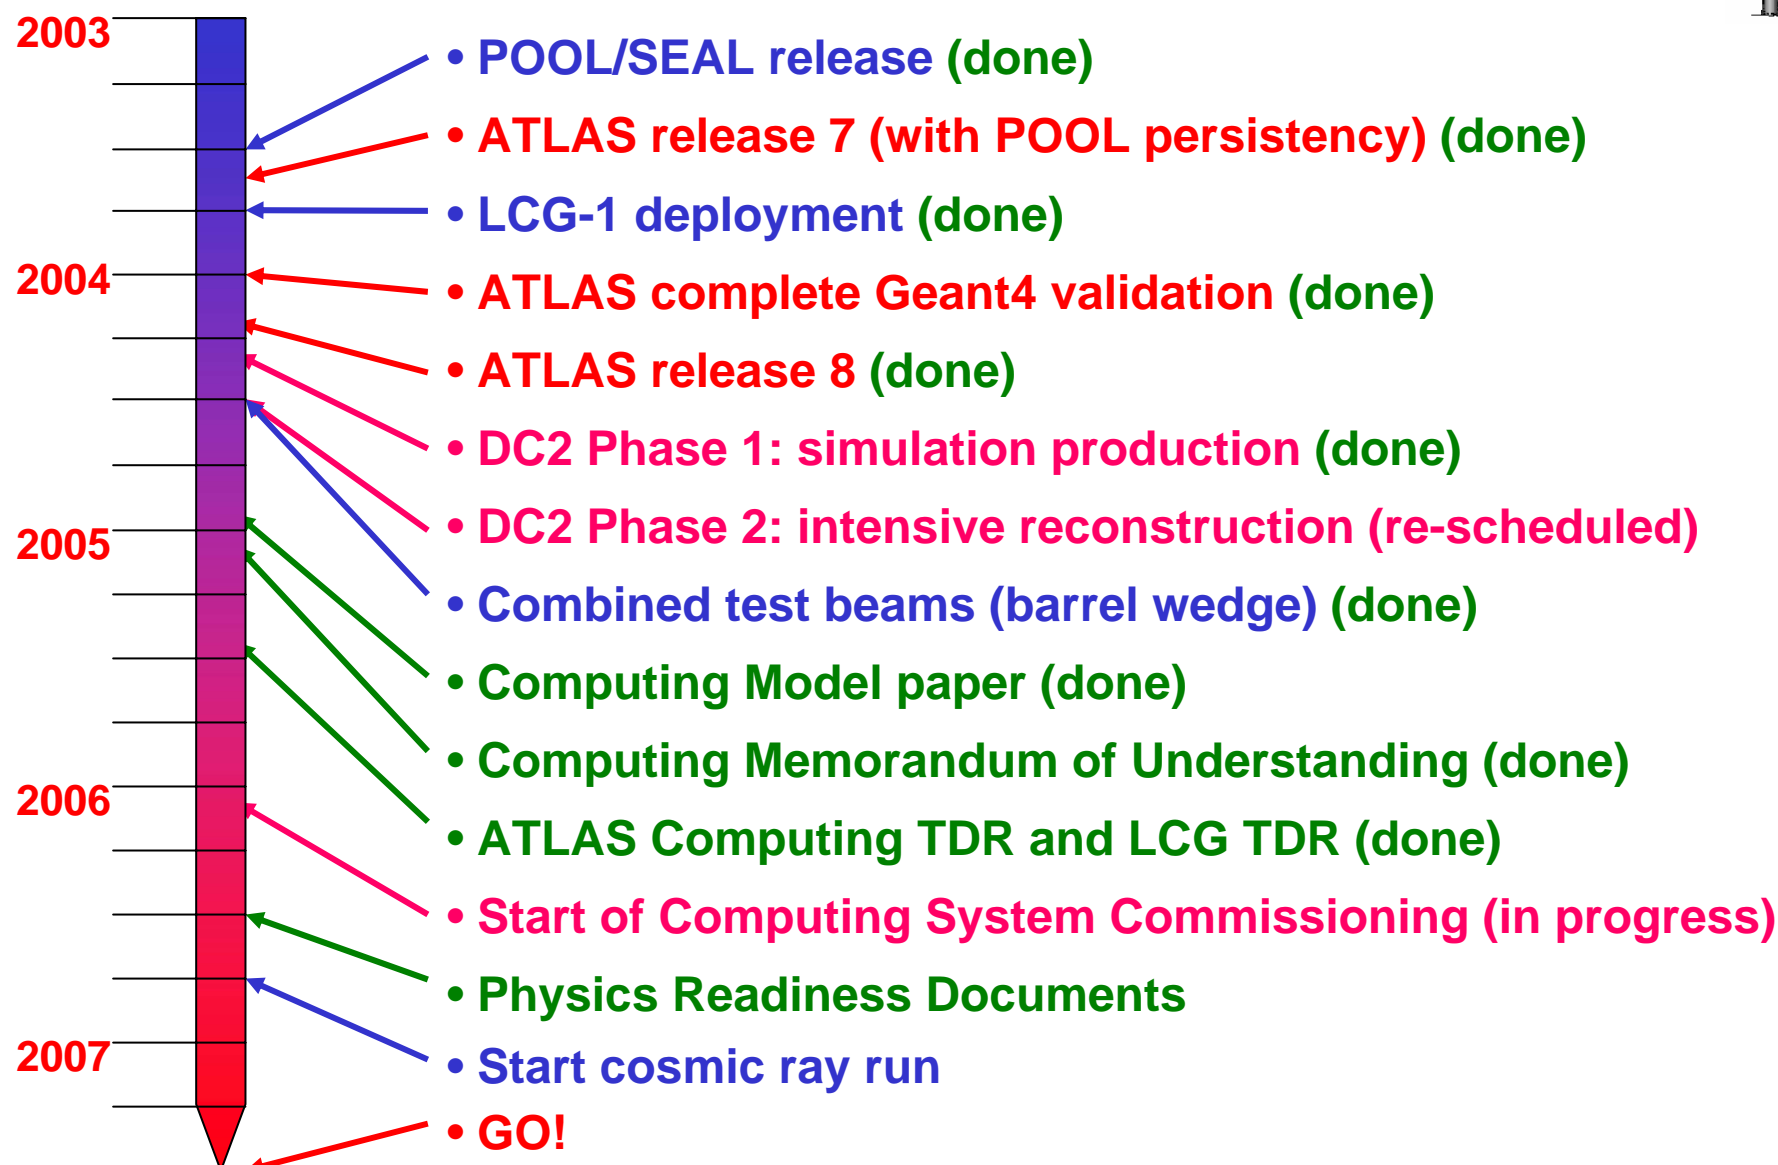 2003
• POOL/SEAL release (done)
• ATLAS release 7 (with POOL persistency) (done)
• LCG-1 deployment (done)
2004
• ATLAS complete Geant4 validation (done)
• ATLAS release 8 (done)
• DC2 Phase 1: simulation production (done)
• DC2 Phase 2: intensive reconstruction (re-scheduled)
2005
• Combined test beams (barrel wedge) (done)
• Computing Model paper (done)
• Computing Memorandum of Understanding (done)
2006
• ATLAS Computing TDR and LCG TDR (done)
• Start of Computing System Commissioning (in progress)
• Physics Readiness Documents
2007
• Start cosmic ray run
• GO!